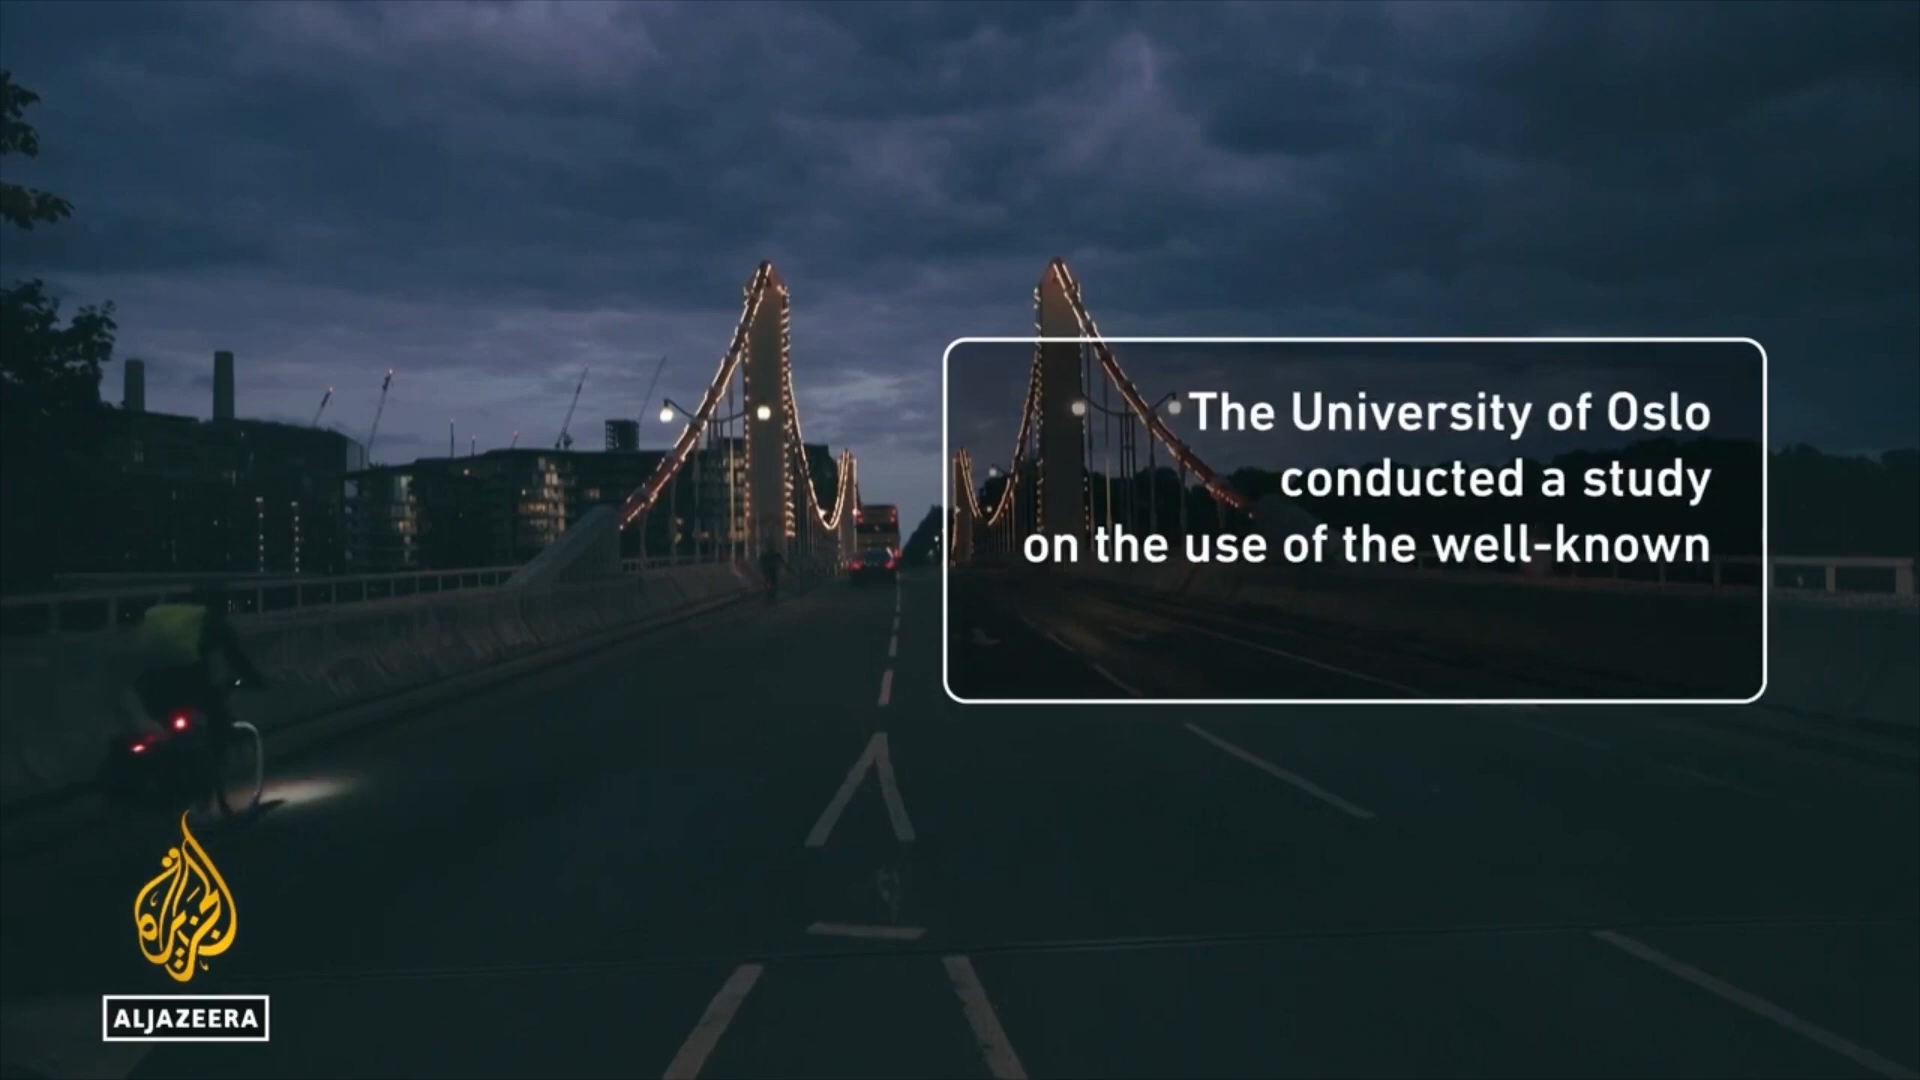 The University of Oslo
conducted a study
on the use of the well-known
الجزيرة
ALJAZEERA